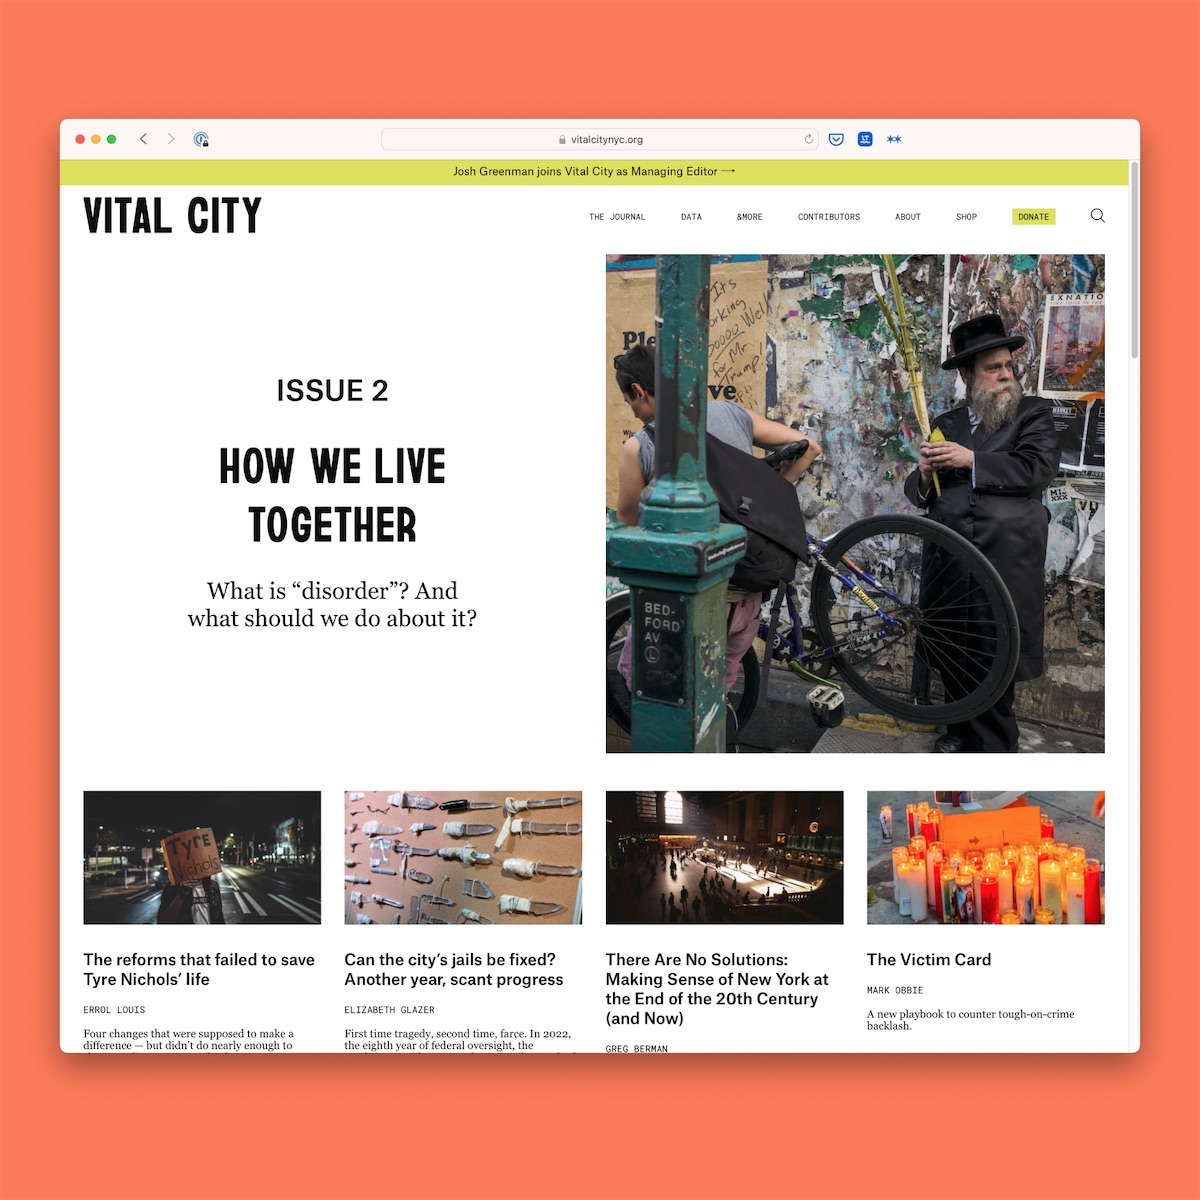 vitalcitynyc.org
Josh Greenman joins Vital City as Managing Editor →
VITAL CITY
THE JOURNAL DATA &MORE CONTRIBUTORS ABOUT SHOP DONATE
ISSUE 2
HOW WE LIVE
TOGETHER
What is “disorder”? And
what should we do about it?
It's
orking
Sooooo Well
for Mr
Trump!
Ple
ve
EXNATIO
MARKET
BED-
FORD
AV
L
Tyre
Nichols
The reforms that failed to save
Tyre Nichols’ life
ERROL LOUIS
Four changes that were supposed to make a
difference — but didn’t do nearly enough to
Can the city’s jails be fixed?
Another year, scant progress
ELIZABETH GLAZER
First time tragedy, second time, farce. In 2022,
the eighth year of federal oversight, the
There Are No Solutions:
Making Sense of New York at
the End of the 20th Century
(and Now)
GREG BERMAN
The Victim Card
MARK OBBIE
A new playbook to counter tough-on-crime
backlash.